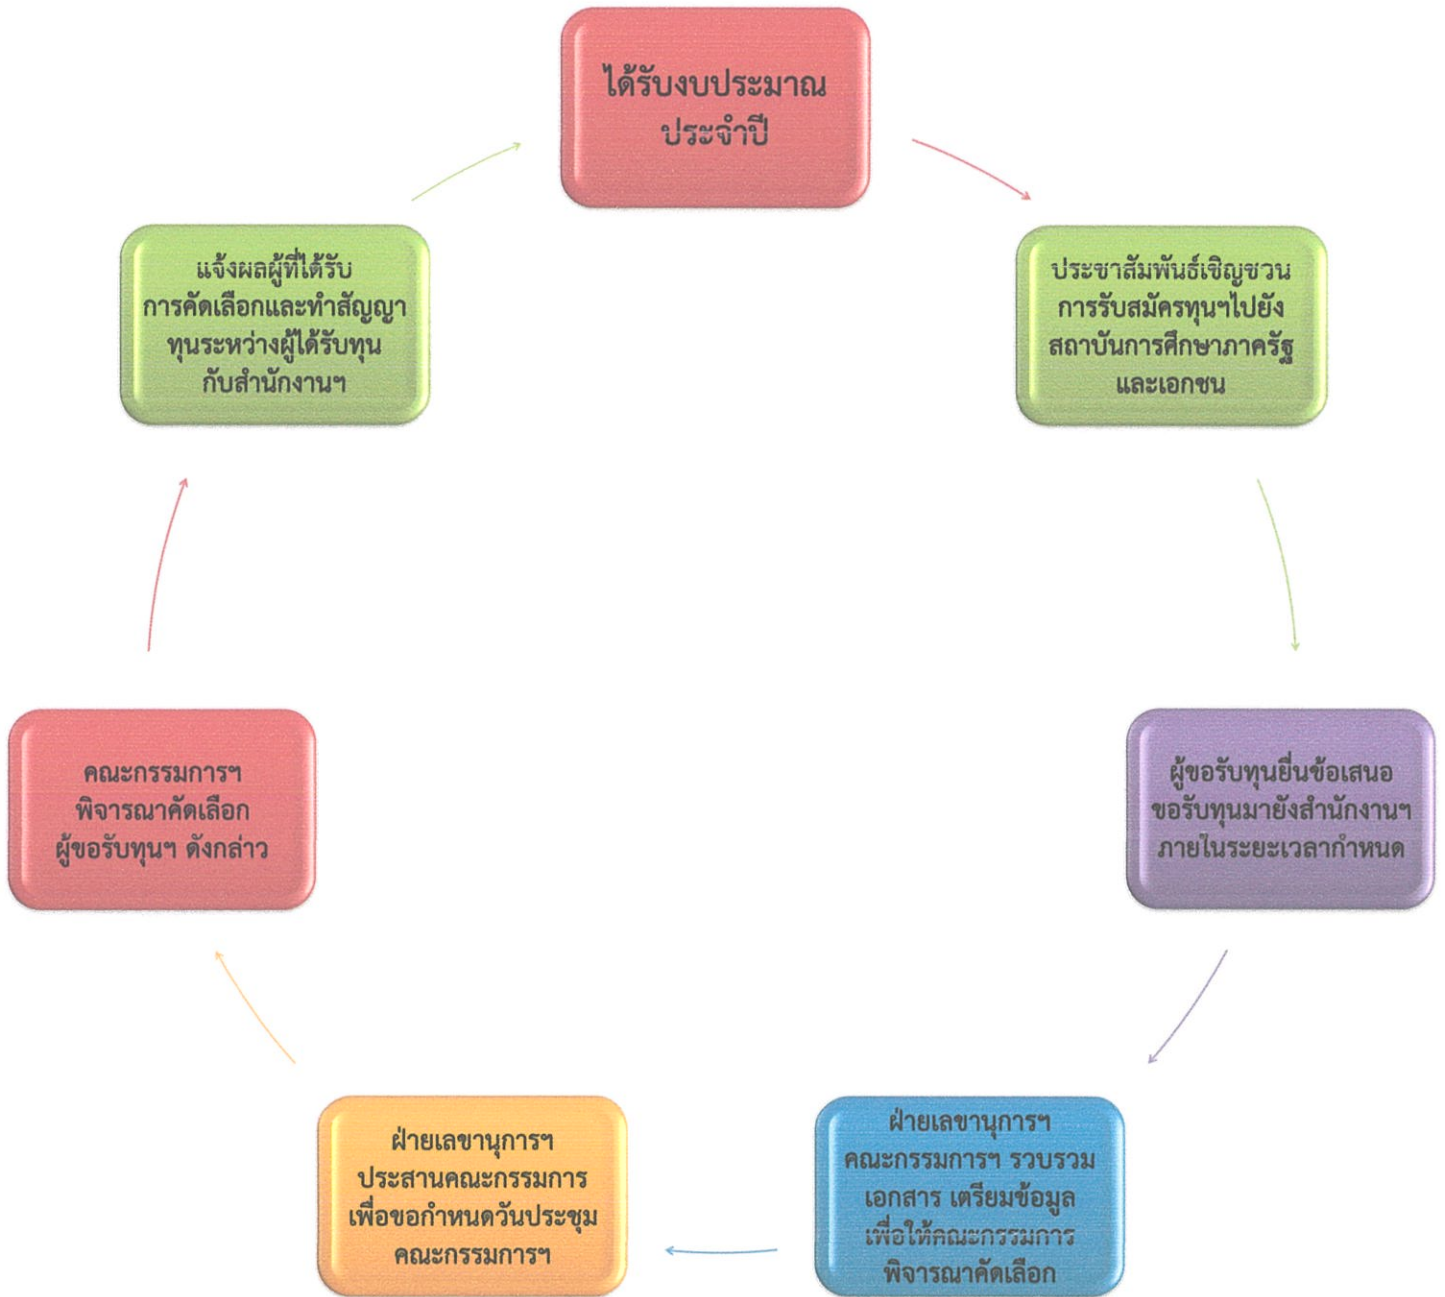 ได้รับงบประมาณ
ประจำปี
ประชาสัมพันธ์เชิญชวน
การรับสมัครทุนฯไปยัง
สถาบันการศึกษาภาครัฐ
และเอกชน
ผู้ขอรับทุนยื่นข้อเสนอ
ขอรับทุนมายังสำนักงานฯ
ภายในระยะเวลากำหนด
ฝ่ายเลขานุการฯ
คณะกรรมการฯ รวบรวม
เอกสาร เตรียมข้อมูล
เพื่อให้คณะกรรมการ
พิจารณาคัดเลือก
ฝ่ายเลขานุการฯ
ประสานคณะกรรมการ
เพื่อขอกำหนดวันประชุม
คณะกรรมการฯ
คณะกรรมการฯ
พิจารณาคัดเลือก
ผู้ขอรับทุนฯ ดังกล่าว
แจ้งผลผู้ที่ได้รับ
การคัดเลือกและทำสัญญา
ทุนระหว่างผู้ได้รับทุน
กับสำนักงานฯ